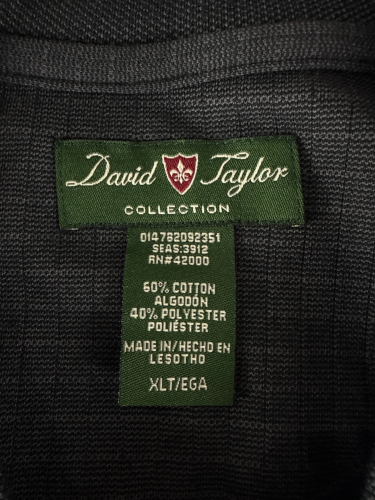 David Taylor
COLLECTION
014782092351
SEAS:3912
RN#42000
60% COTTON
ALGODÓN
40% POLYESTER
POLIÉSTER
MADE IN/HECHO EN
LESOTHO
XLT/EGA